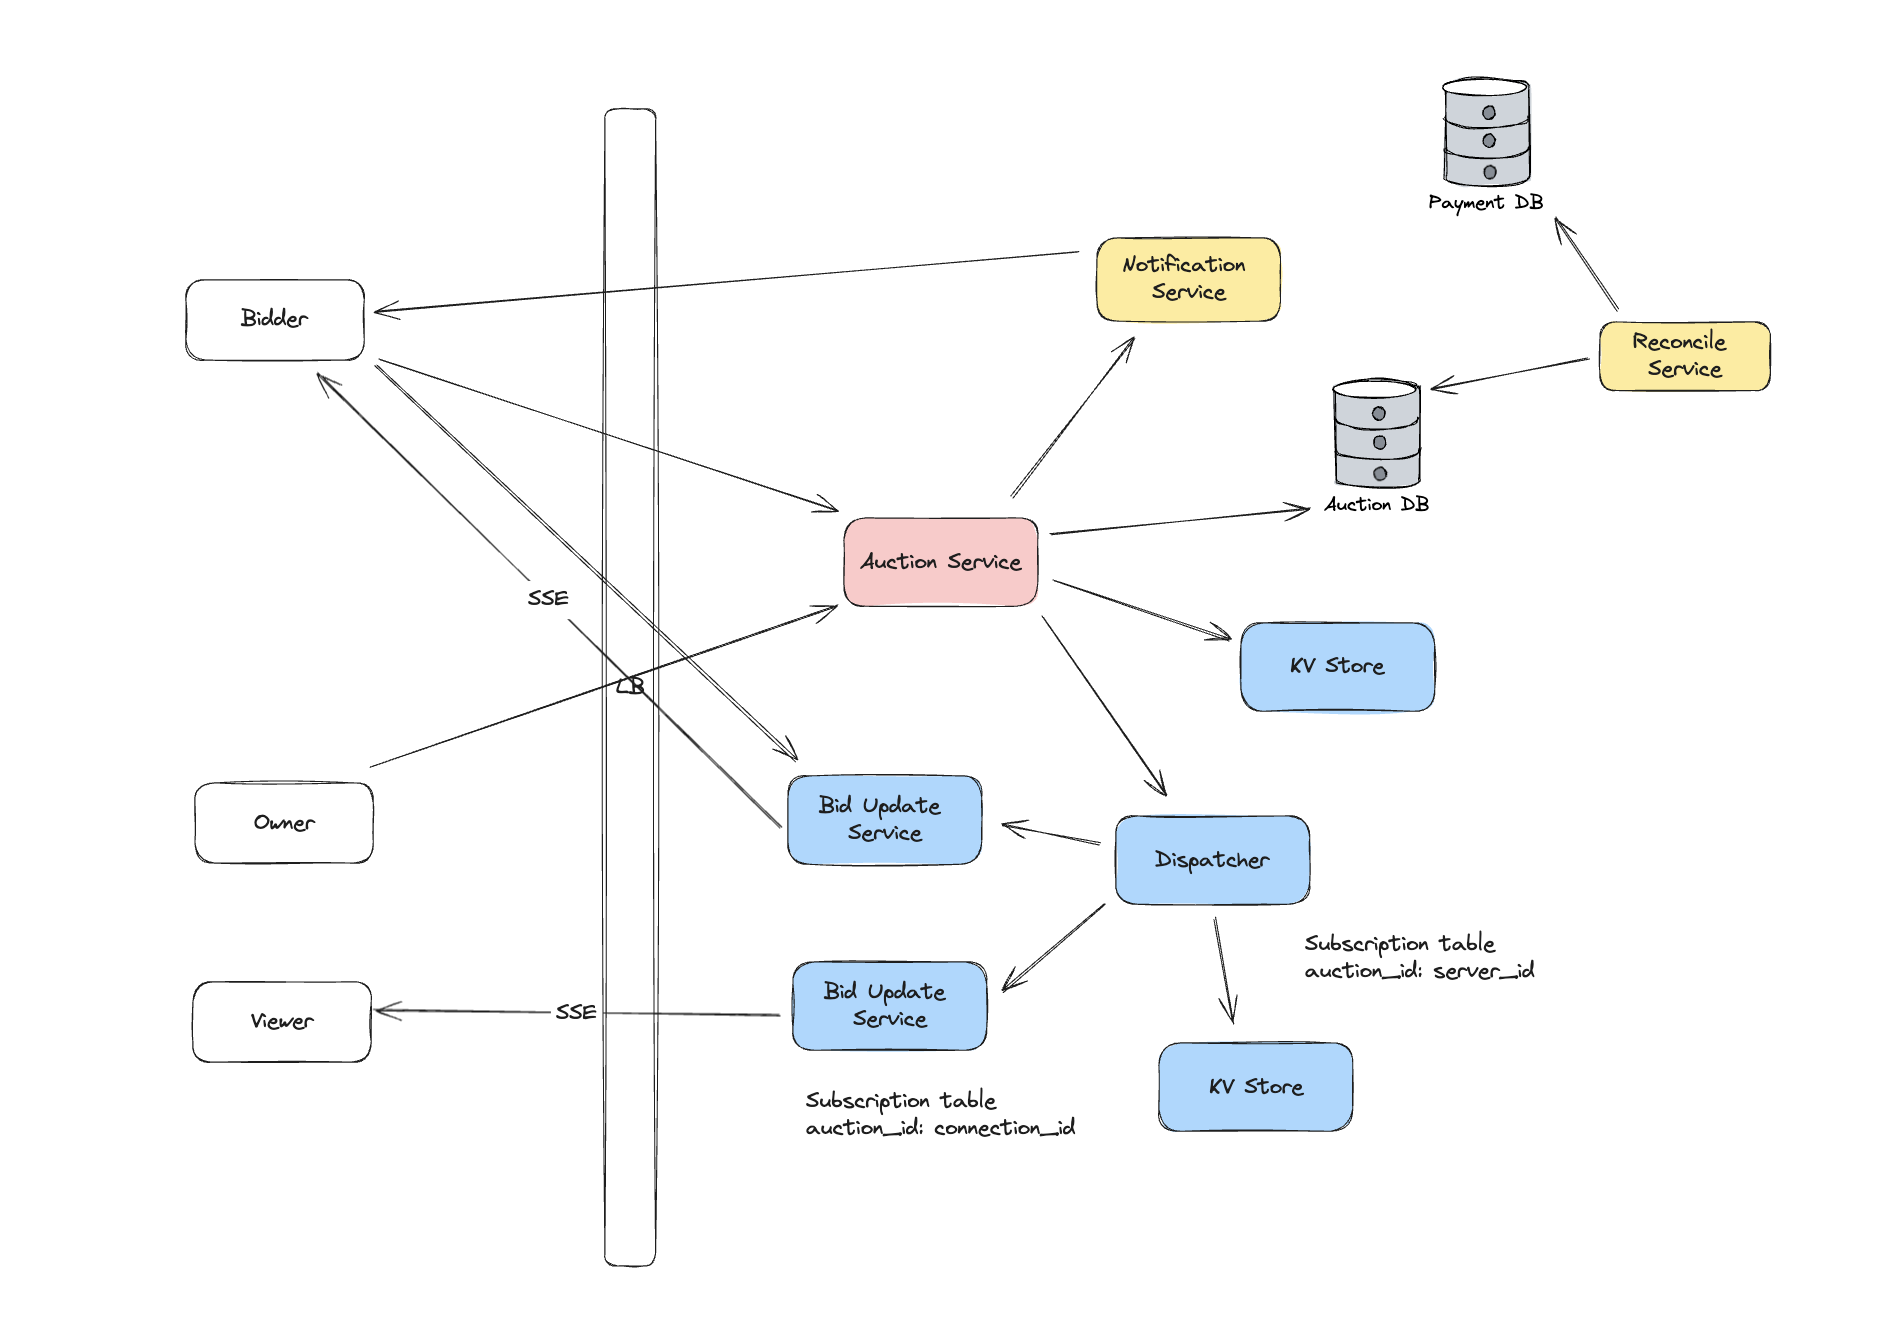 Payment DB
Notification
Service
Bidder
Reconcile
Service
Auction DB
Auction Service
SSE
KV Store
LB
Bid Update
Service
Owner
Dispatcher
Subscription table
auction_id: server_id
Bid Update
Service
SSE
Viewer
KV Store
Subscription table
auction_id: connection_id